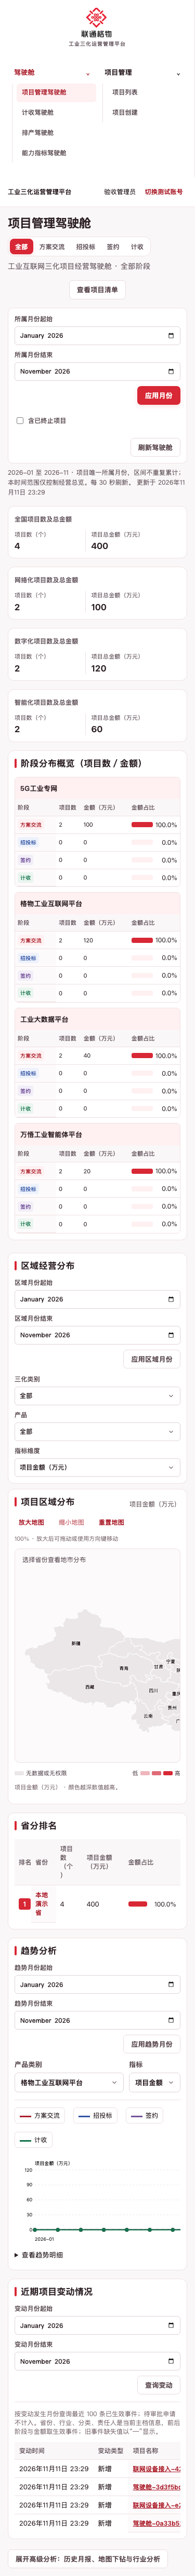 联通格物
工业三化运营管理平台
驾驶舱
项目管理
项目管理驾驶舱
项目列表
计收驾驶舱
项目创建
排产驾驶舱
能力指标驾驶舱
工业三化运营管理平台
验收管理员
切换测试账号
项目管理驾驶舱
全部
方案交流
招投标
签约
计收
工业互联网三化项目经营驾驶舱 · 全部阶段
查看项目清单
所属月份起始
January 2026
所属月份结束
November 2026
应用月份
含已终止项目
刷新驾驶舱
2026-01 至 2026-11 · 项目唯一所属月份，区间不重复累计；
本时间范围仅控制经营总览。每 30 秒刷新。 更新于 2026年11
月11日 23:29
全国项目数及总金额
项目数（个）
项目总金额（万元）
4
400
网络化项目数及总金额
项目数（个）
项目总金额（万元）
2
100
数字化项目数及总金额
项目数（个）
项目总金额（万元）
2
120
智能化项目数及总金额
项目数（个）
项目总金额（万元）
2
60
阶段分布概览（项目数 / 金额）
5G工业专网
阶段 项目数 金额（万元） 金额占比
方案交流 2 100 100.0%
招投标 0 0 0.0%
签约 0 0 0.0%
计收 0 0 0.0%
格物工业互联网平台
阶段 项目数 金额（万元） 金额占比
方案交流 2 120 100.0%
招投标 0 0 0.0%
签约 0 0 0.0%
计收 0 0 0.0%
工业大数据平台
阶段 项目数 金额（万元） 金额占比
方案交流 2 40 100.0%
招投标 0 0 0.0%
签约 0 0 0.0%
计收 0 0 0.0%
万悟工业智能体平台
阶段 项目数 金额（万元） 金额占比
方案交流 2 20 100.0%
招投标 0 0 0.0%
签约 0 0 0.0%
计收 0 0 0.0%
区域经营分布
区域月份起始
January 2026
区域月份结束
November 2026
应用区域月份
三化类别
全部
产品
全部
指标维度
项目金额（万元）
项目区域分布
项目金额（万元）
放大地图
缩小地图
重置地图
100% · 放大后可拖动或使用方向键移动
选择省份查看地市分布
新疆
宁夏
青海
甘肃
西藏
四川
重庆
贵州
云南
无数据或无权限
低
高
项目金额（万元） · 颜色越深数值越高。
省分排名
排名 省份 项目数（个） 项目金额（万元） 金额占比
1 本地演示省 4 400 100.0%
趋势分析
趋势月份起始
January 2026
趋势月份结束
November 2026
应用趋势月份
产品类别
指标
格物工业互联网平台
项目金额
方案交流
招投标
签约
计收
项目金额（万元）
120
90
60
30
0
2026-01
查看趋势明细
近期项目变动情况
变动月份起始
January 2026
变动月份结束
November 2026
查询变动
按变动发生月份查询最近 100 条已生效事件；待审批申请
不计入。省份、行业、分类、责任人是当前主档信息，前后
阶段与金额取生效事件；旧事件缺失值以“—”显示。
变动时间 变动类型 项目名称
2026年11月11日 23:29 新增
2026年11月11日 23:29 新增
2026年11月11日 23:29 新增
2026年11月11日 23:29 新增
展开高级分析：历史月报、地图下钻与行业分析